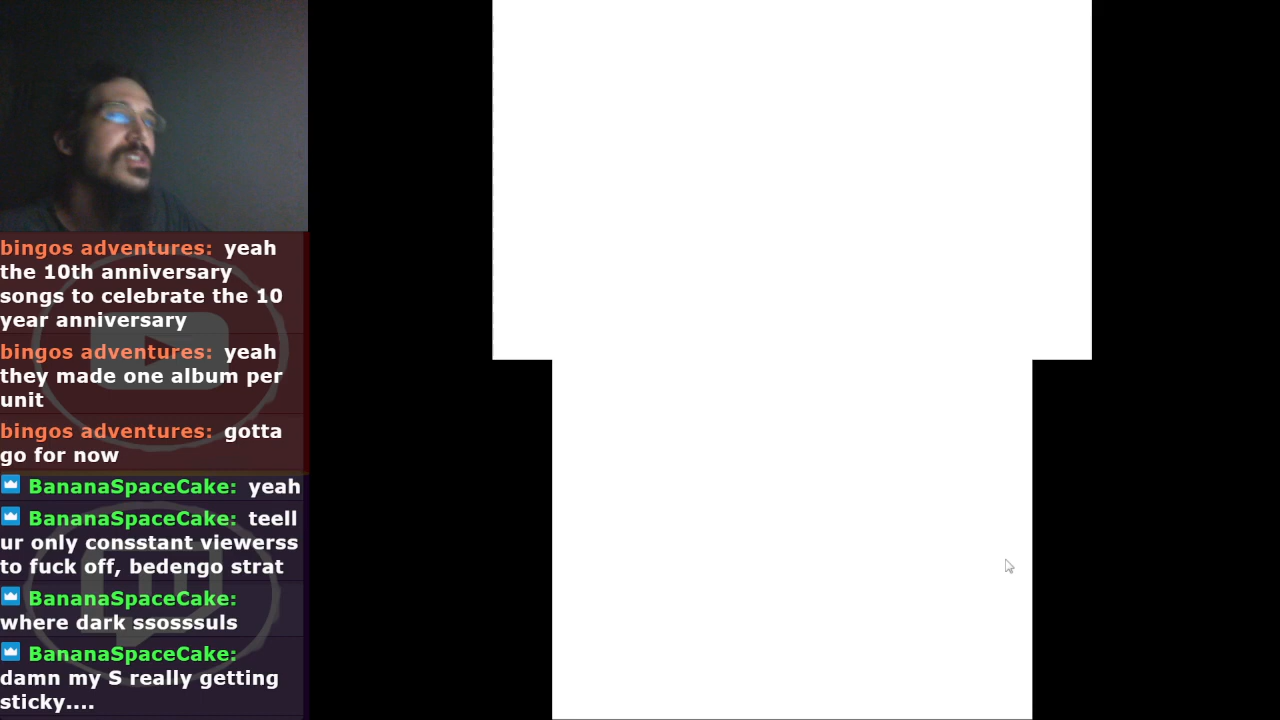 bingos adventures: yeah
the 10th anniversary
songs to celebrate the 10
year anniversary
bingos adventures: yeah
they made one album per
unit
bingos adventures: gotta
go for now
BananaSpaceCake: yeah
BananaSpaceCake: teell
ur only consstant viewerss
to fuck off, bedengo strat
BananaSpaceCake:
where dark ssosssuls
BananaSpaceCake:
damn my S really getting
sticky....